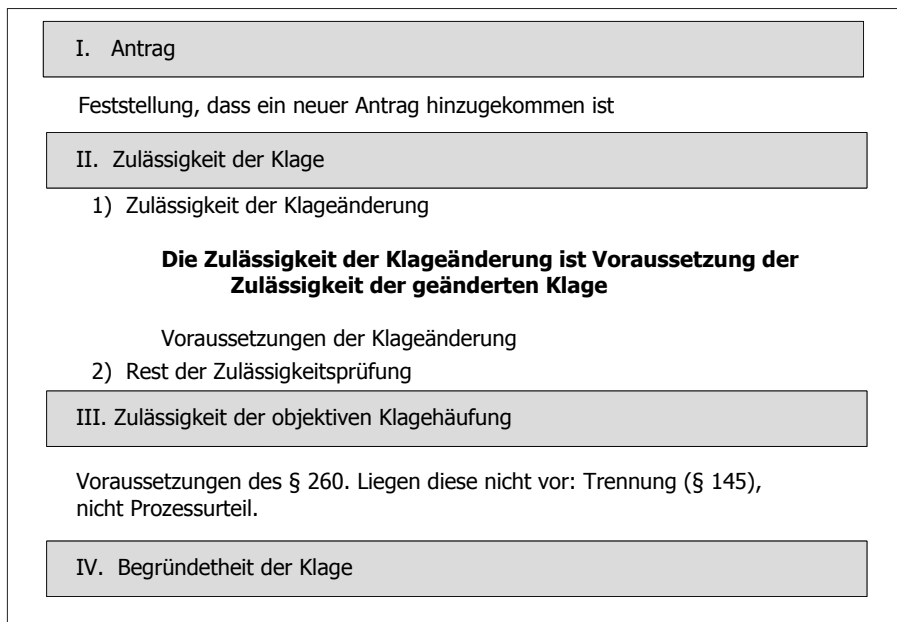 I. Antrag
Feststellung, dass ein neuer Antrag hinzugekommen ist
II. Zulässigkeit der Klage
1) Zulässigkeit der Klageänderung
Die Zulässigkeit der Klageänderung ist Voraussetzung der
Zulässigkeit der geänderten Klage
Voraussetzungen der Klageänderung
2) Rest der Zulässigkeitsprüfung
III. Zulässigkeit der objektiven Klagehäufung
Voraussetzungen des § 260. Liegen diese nicht vor: Trennung (§ 145),
nicht Prozessurteil.
IV. Begründetheit der Klage